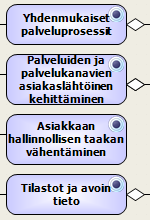 Yhdenmukaiset
palveluprosessit
Palveluiden ja
palvelukanavien
asiakaslähtöinen
kehittäminen
Asiakkaan
hallinnollisen taakan
vähentäminen
Tilastot ja avoin
tieto